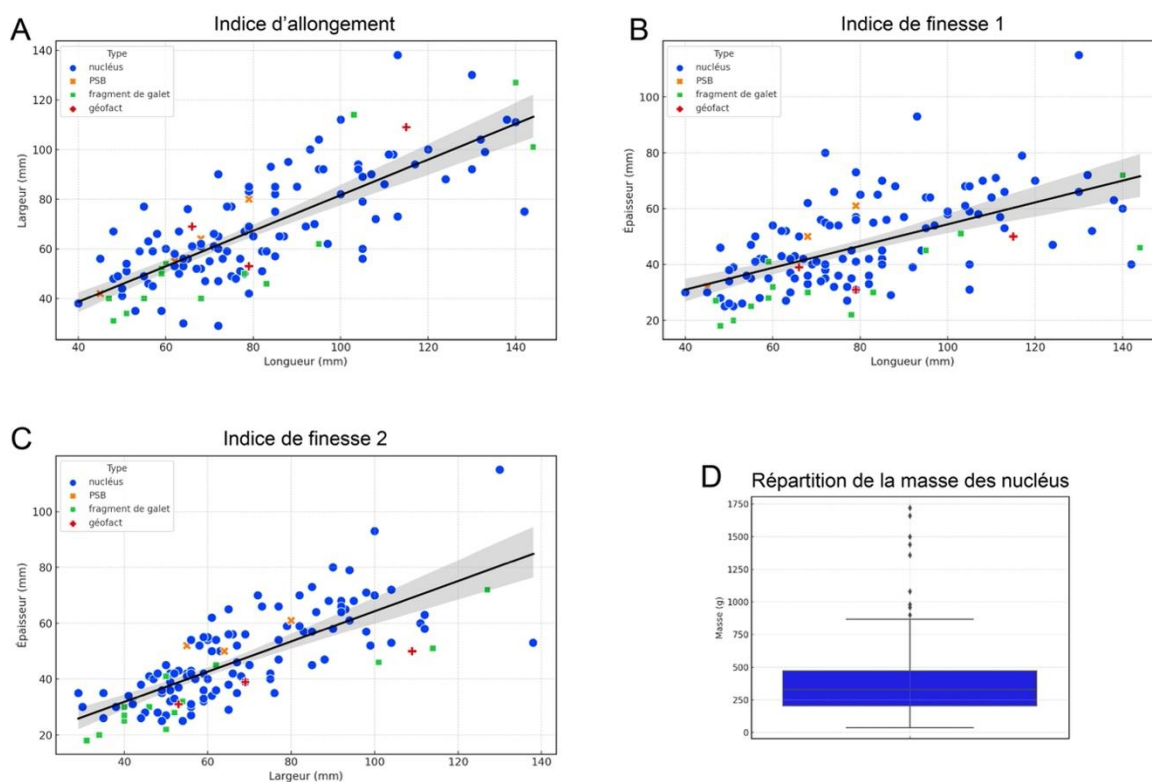 A
Indice d’allongement
140
120
100
80
60
40
Largeur (mm)
Type
nucléus
PSB
fragment de galet
géofact
40 60 80 100 120 140
Longueur (mm)
B
Indice de finesse 1
100
80
60
40
20
Épaisseur (mm)
Type
nucléus
PSB
fragment de galet
géofact
40 60 80 100 120 140
Longueur (mm)
C
Indice de finesse 2
100
80
60
40
20
Épaisseur (mm)
Type
nucléus
PSB
fragment de galet
géofact
40 60 80 100 120 140
Largeur (mm)
D
Répartition de la masse des nucléus
1750
1500
1250
1000
750
500
250
0
Masse (g)